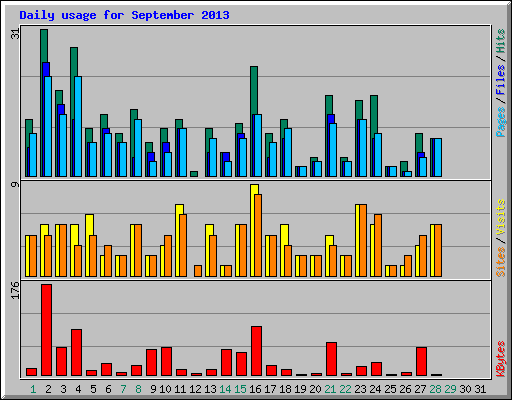 Daily usage for September 2013
31
Pages / Files / Hits
9
Sites / Visits
176
KBytes
1 2 3 4 5 6 7 8 9 10 11 12 13 14 15 16 17 18 19 20 21 22 23 24 25 26 27 28 29 30 31